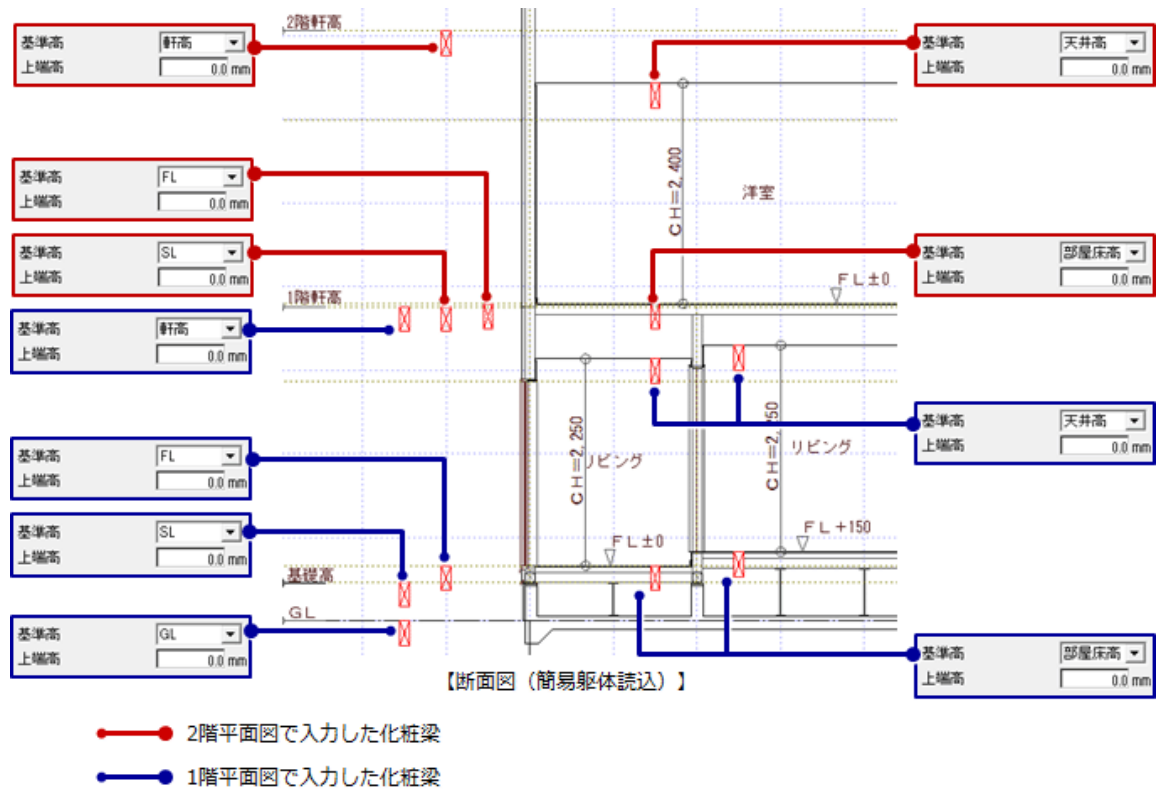 基準高 軒高
上端高 0.0 mm
基準高 FL
上端高 0.0 mm
基準高 SL
上端高 0.0 mm
基準高 軒高
上端高 0.0 mm
基準高 FL
上端高 0.0 mm
基準高 SL
上端高 0.0 mm
基準高 GL
上端高 0.0 mm
2階軒高
CH=2,400
洋室
FL±0
1階軒高
CH=2,250
リビング
FL±0
CH=2,250
リビング
FL+150
基礎高
GL
基準高 天井高
上端高 0.0 mm
基準高 部屋床高
上端高 0.0 mm
基準高 天井高
上端高 0.0 mm
基準高 部屋床高
上端高 0.0 mm
【断面図(簡易躯体読込)】
2階平面図で入力した化粧梁
1階平面図で入力した化粧梁